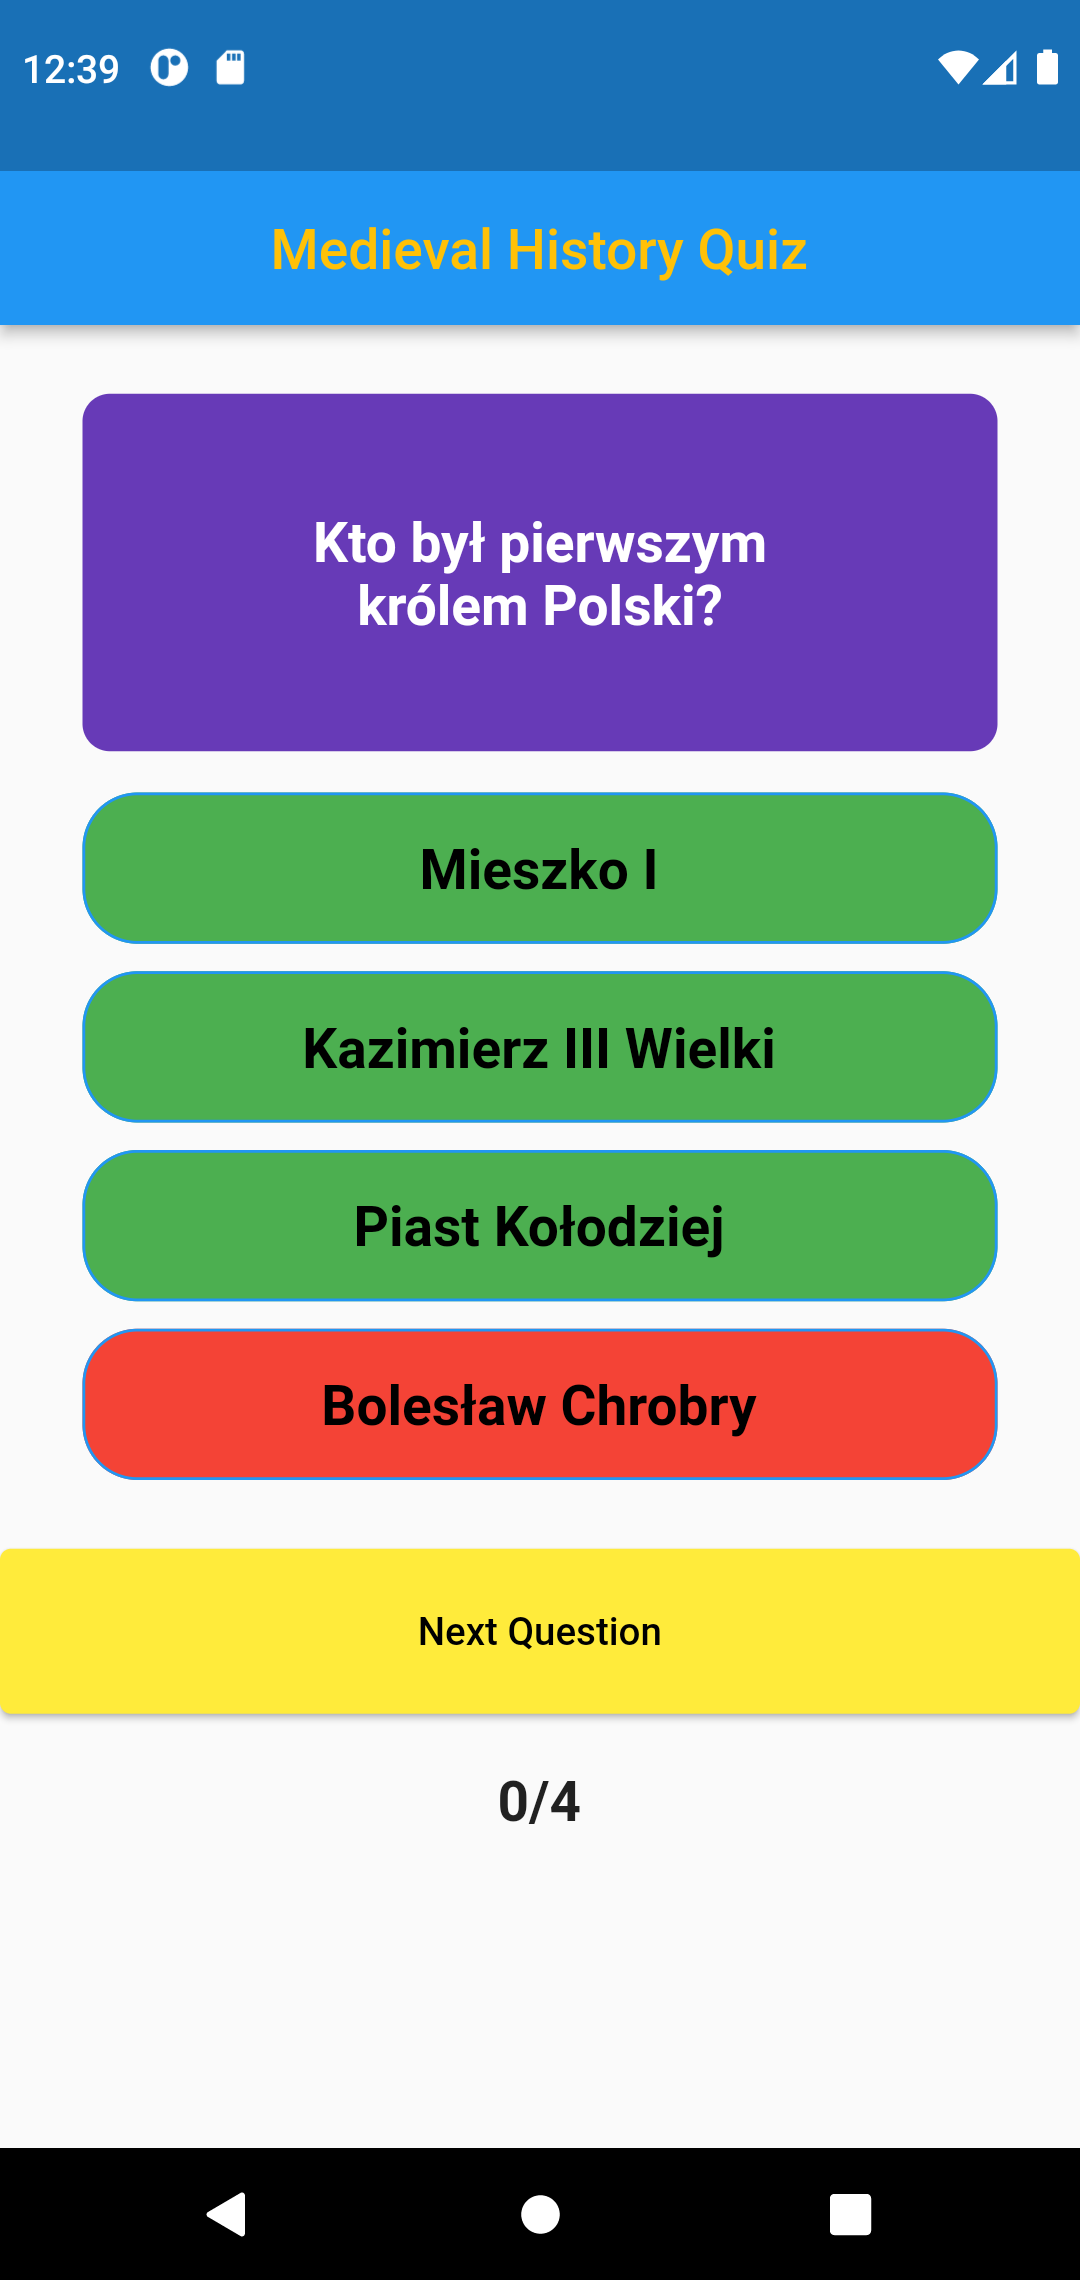 12:39
Medieval History Quiz
Kto był pierwszym
królem Polski?
Mieszko I
Kazimierz III Wielki
Piast Kołodziej
Bolesław Chrobry
Next Question
0/4